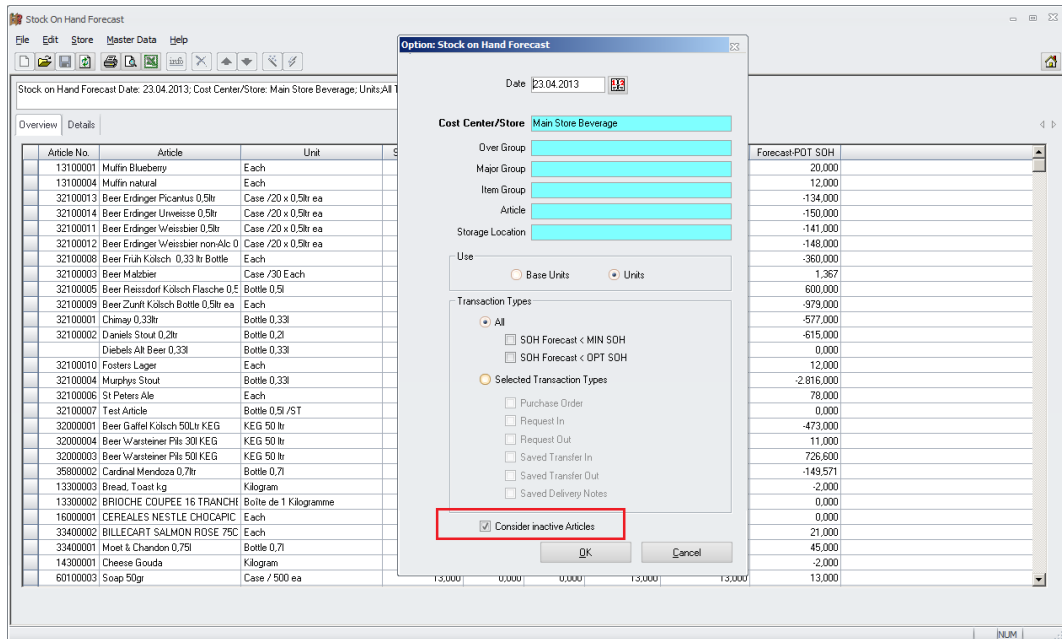 Stock On Hand Forecast
File Edit Store Master Data Help
info
Stock on Hand Forecast Date: 23.04.2013; Cost Center/Store: Main Store Beverage; Units;All T
Overview Details
Article No. Article Unit S Forecast-POT SOH
13100001 Muffin Blueberry Each 20,000
13100004 Muffin natural Each 12,000
32100013 Beer Erdinger Picantus 0,5ltr Case /20 x 0,5ltr ea -134,000
32100014 Beer Erdinger Urweisse 0,5ltr Case /20 x 0,5ltr ea -150,000
32100011 Beer Erdinger Weissbier 0,5ltr Case /20 x 0,5ltr ea -141,000
32100012 Beer Erdinger Weissbier non-Alc 0 Case /20 x 0,5ltr ea -148,000
32100008 Beer Früh Kölsch 0,33 ltr Bottle Each -360,000
32100003 Beer Malzbier Case /30 Each 1,367
32100005 Beer Reissdorf Kölsch Flasche 0,5 Bottle 0,5l 600,000
32100009 Beer Zunft Kölsch Bottle 0,5ltr ea Each -979,000
32100001 Chimay 0,33ltr Bottle 0,33l -577,000
32100002 Daniels Stout 0,2ltr Bottle 0,2l -615,000
Diebels Alt Beer 0,33l Bottle 0,33l 0,000
32100010 Fosters Lager Each 12,000
32100004 Murphys Stout Bottle 0,33l -2.816,000
32100006 St Peters Ale Each 78,000
32100007 Test Article Bottle 0,5l /ST 0,000
32000001 Beer Gaffel Kölsch 50Ltr KEG KEG 50 ltr -473,000
32000004 Beer Warsteiner Pils 30l KEG KEG 50 ltr 11,000
32000003 Beer Warsteiner Pils 50l KEG KEG 50 ltr 726,600
35800002 Cardinal Mendoza 0,7ltr Bottle 0,7l -149,571
13300003 Bread, Toast kg Kilogram -2,000
13300002 BRIOCHE COUPEE 16 TRANCHE Boîte de 1 Kilogramme 0,000
16000001 CEREALES NESTLE CHOCAPIC Each 0,000
33400002 BILLECART SALMON ROSE 75C Each 21,000
33400001 Moet & Chandon 0,75l Bottle 0,7l 45,000
14300001 Cheese Gouda Kilogram -2,000
60100003 Soap 50gr Case / 500 ea 13,000 0,000 0,000 13,000 13,000 13,000
Option: Stock on Hand Forecast
Date 23.04.2013
Cost Center/Store Main Store Beverage
Over Group
Major Group
Item Group
Article
Storage Location
Use
Base Units Units
Transaction Types
All
SOH Forecast < MIN SOH
SOH Forecast < OPT SOH
Selected Transaction Types
Purchase Order
Request In
Request Out
Saved Transfer In
Saved Transfer Out
Saved Delivery Notes
Consider inactive Articles
OK Cancel
NUM